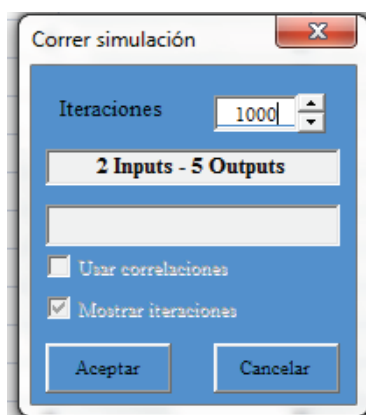 Correr simulación
Iteraciones 1000
2 Inputs - 5 Outputs
Usar correlaciones
Mostrar iteraciones
Aceptar Cancelar